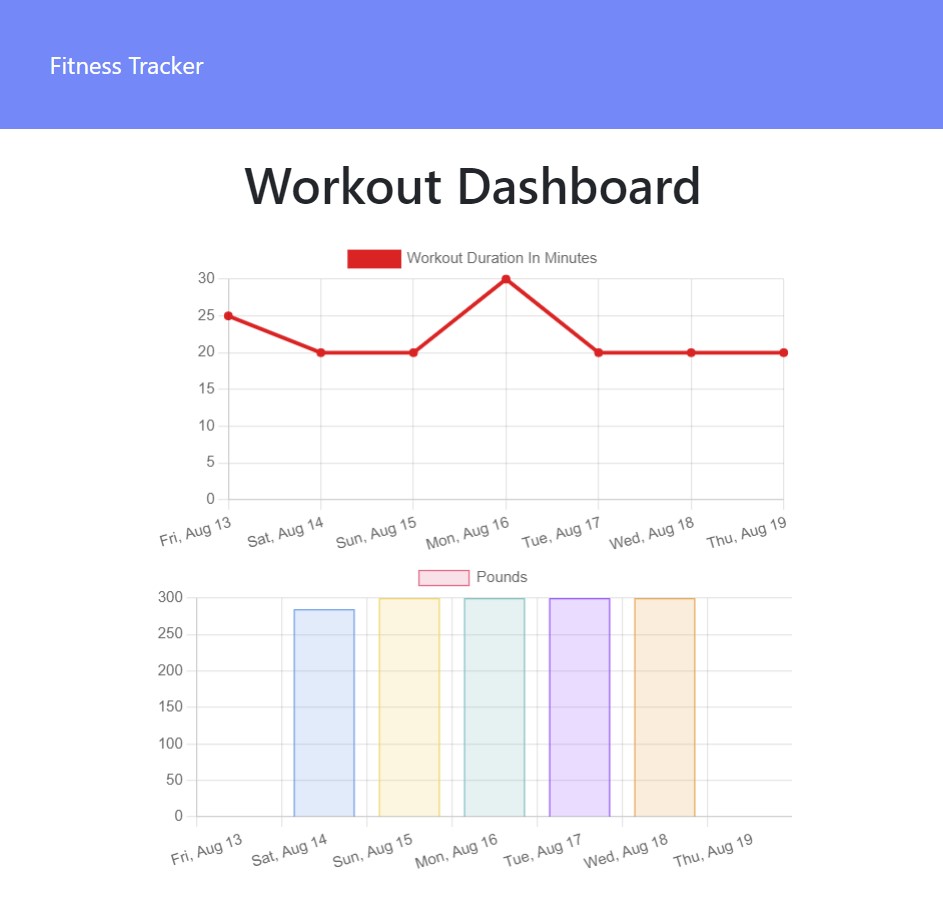 Fitness Tracker
Workout Dashboard
Workout Duration In Minutes
30
25
20
15
10
5
0
Fri, Aug 13
Sat, Aug 14
Sun, Aug 15
Mon, Aug 16
Tue, Aug 17
Wed, Aug 18
Thu, Aug 19
Pounds
300
250
200
150
100
50
0
Fri, Aug 13
Sat, Aug 14
Sun, Aug 15
Mon, Aug 16
Tue, Aug 17
Wed, Aug 18
Thu, Aug 19